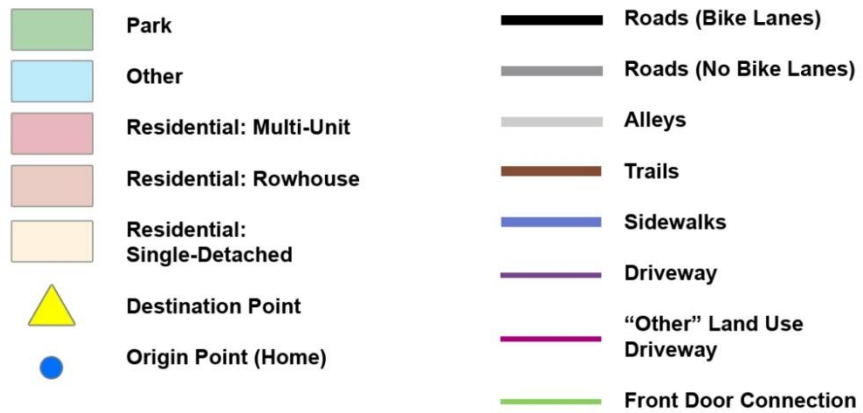 Park
Other
Residential: Multi-Unit
Residential: Rowhouse
Residential:
Single-Detached
Destination Point
Origin Point (Home)
Roads (Bike Lanes)
Roads (No Bike Lanes)
Alleys
Trails
Sidewalks
Driveway
“Other” Land Use
Driveway
Front Door Connection